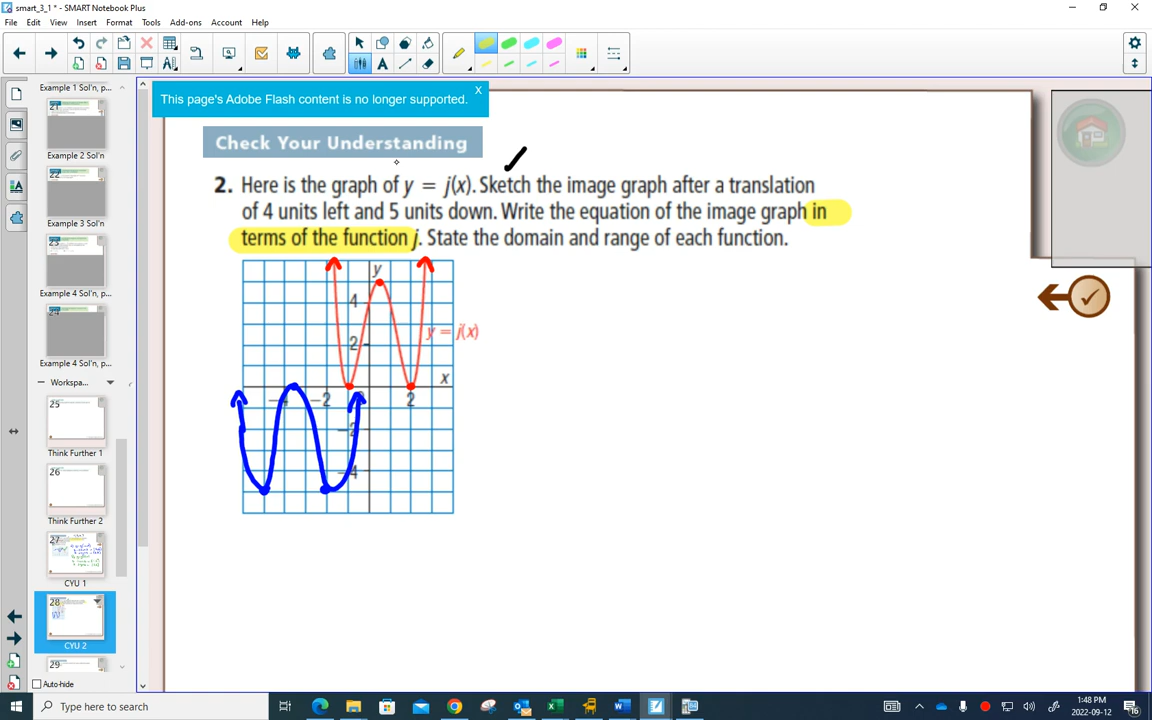 smart_3_1 * - SMART Notebook Plus
File Edit View Insert Format Tools Add-ons Account Help
This page's Adobe Flash content is no longer supported. X
Check Your Understanding
2. Here is the graph of y = j(x). Sketch the image graph after a translation
of 4 units left and 5 units down. Write the equation of the image graph in
terms of the function j. State the domain and range of each function.
y
4
y = j(x)
2
x
-4 -2 2
-2
-4
Example 1 Sol'n, p...
21
Example 2 Sol'n
22
Example 3 Sol'n
23
Example 4 Sol'n, p...
24
Example 4 Sol'n, p...
Workspa...
25
Think Further 1
26
Think Further 2
27
CYU 1
28
CYU 2
29
Auto-hide
Type here to search
1:48 PM
2022-09-12
16